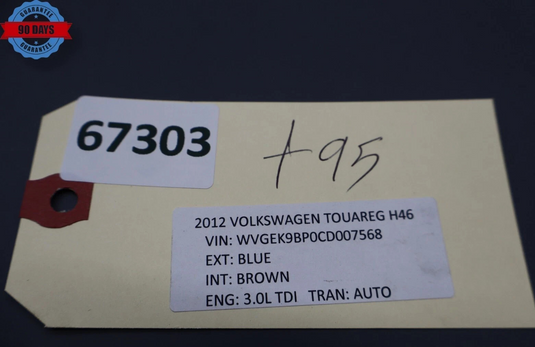 GUARANTEE
90 DAYS
GUARANTEE
67303
+95
2012 VOLKSWAGEN TOUAREG H46
VIN: WVGEK9BP0CD007568
EXT: BLUE
INT: BROWN
ENG: 3.0L TDI TRAN: AUTO